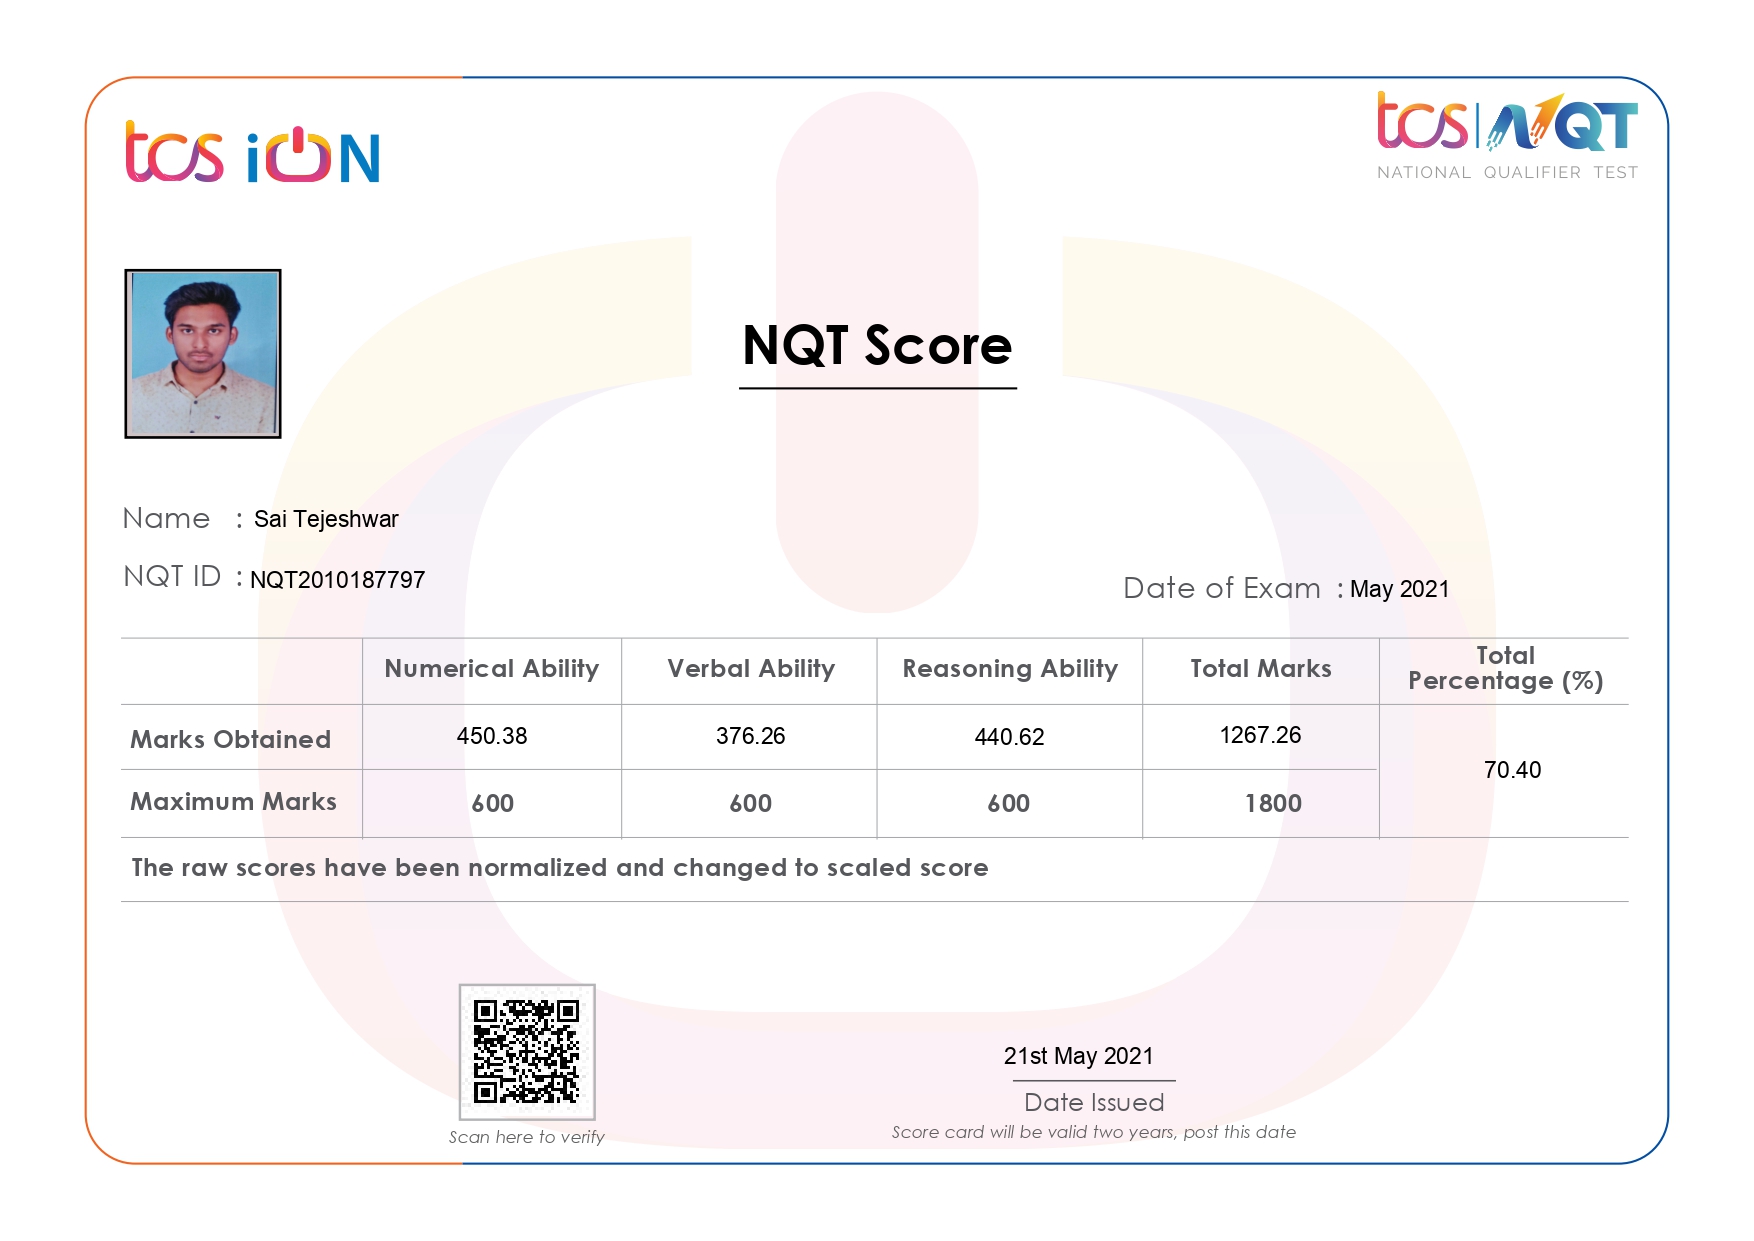 tcs iON
tcs | NQT
NATIONAL QUALIFIER TEST
NQT Score
Name : Sai Tejeshwar
NQT ID : NQT2010187797
Date of Exam : May 2021
Numerical Ability Verbal Ability Reasoning Ability Total Marks Total Percentage (%)
Marks Obtained 450.38 376.26 440.62 1267.26 70.40
Maximum Marks 600 600 600 1800
The raw scores have been normalized and changed to scaled score
21st May 2021
Date Issued
Scan here to verify
Score card will be valid two years, post this date